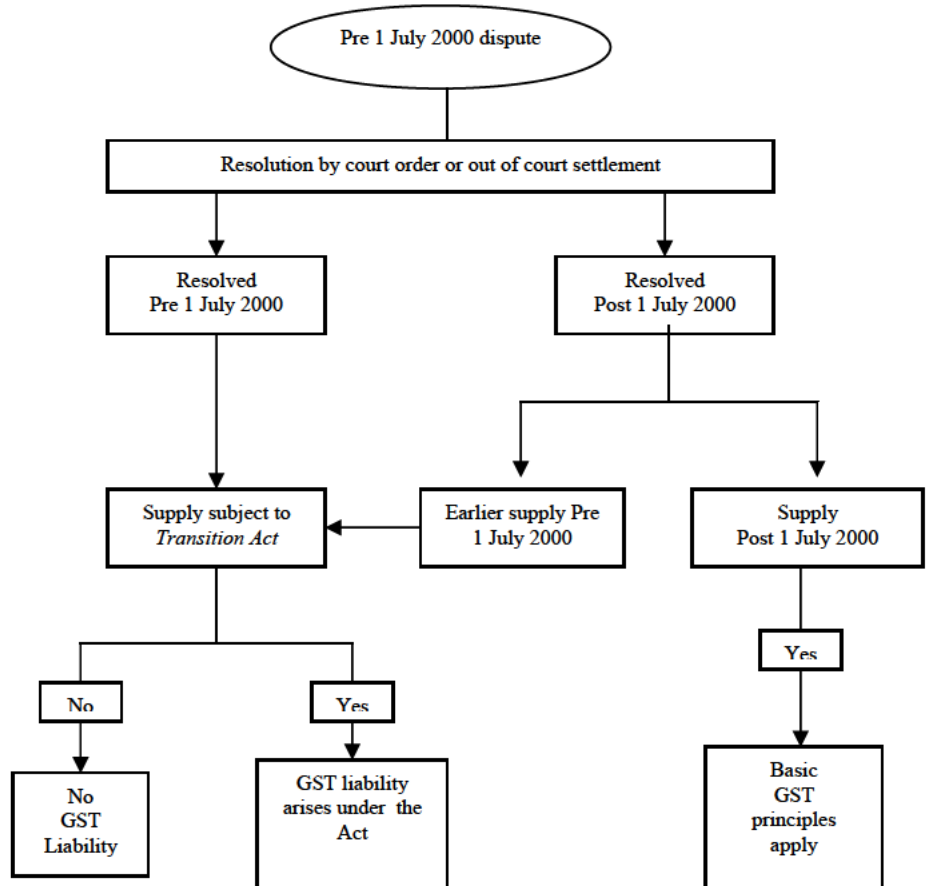 Pre 1 July 2000 dispute
Resolution by court order or out of court settlement
Resolved
Pre 1 July 2000
Resolved
Post 1 July 2000
Supply subject to
Transition Act
Earlier supply Pre
1 July 2000
Supply
Post 1 July 2000
Yes
No
Yes
No
GST
Liability
GST liability
arises under the
Act
Basic
GST
principles
apply